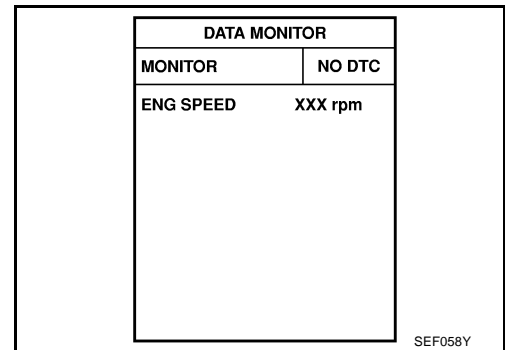 DATA MONITOR
MONITOR NO DTC
ENG SPEED XXX rpm
SEF058Y